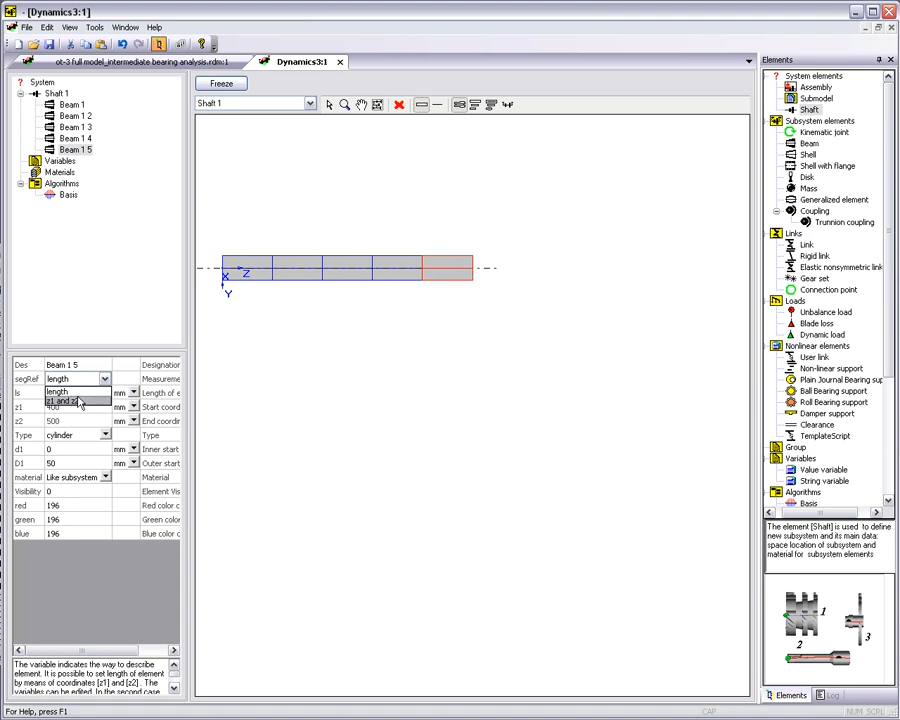 - [Dynamics3:1]
File Edit View Tools Window Help
ot-3 full model_intermediate bearing analysis.rdm:1
Dynamics3:1
Elements
System
Shaft 1
Beam 1
Beam 1 2
Beam 1 3
Beam 1 4
Beam 1 5
Variables
Materials
Algorithms
Basis
Freeze
Shaft 1
X
Z
Y
Des Beam 1 5 Designation
segRef length Measureme
length
z1 and z2
ls mm Length of e
z1 400 Start coord
z2 500 End coordin
Type cylinder Type
d1 0 mm Inner start
D1 50 mm Outer start
material Like subsystem Material
Visibility 0 Element Vis
red 196 Red color c
green 196 Green color
blue 196 Blue color c
The variable indicates the way to describe
element. It is possible to set length of element
by means of coordinates [z1] and [z2] . The
variables can be edited. In the second case
System elements
Assembly
Submodel
Shaft
Subsystem elements
Kinematic joint
Beam
Shell
Shell with flange
Disk
Mass
Generalized element
Coupling
Trunnion coupling
Links
Link
Rigid link
Elastic nonsymmetric link
Gear set
Connection point
Loads
Unbalance load
Blade loss
Dynamic load
Nonlinear elements
User link
Non-linear support
Plain Journal Bearing sup
Ball Bearing support
Roll Bearing support
Damper support
Clearance
TemplateScript
Group
Variables
Value variable
String variable
Algorithms
Basis
The element [Shaft] is used to define
new subsystem and its main data:
space location of subsystem and
material for subsystem elements
1
2
3
Elements Log
For Help, press F1
CAP NUM SCRL